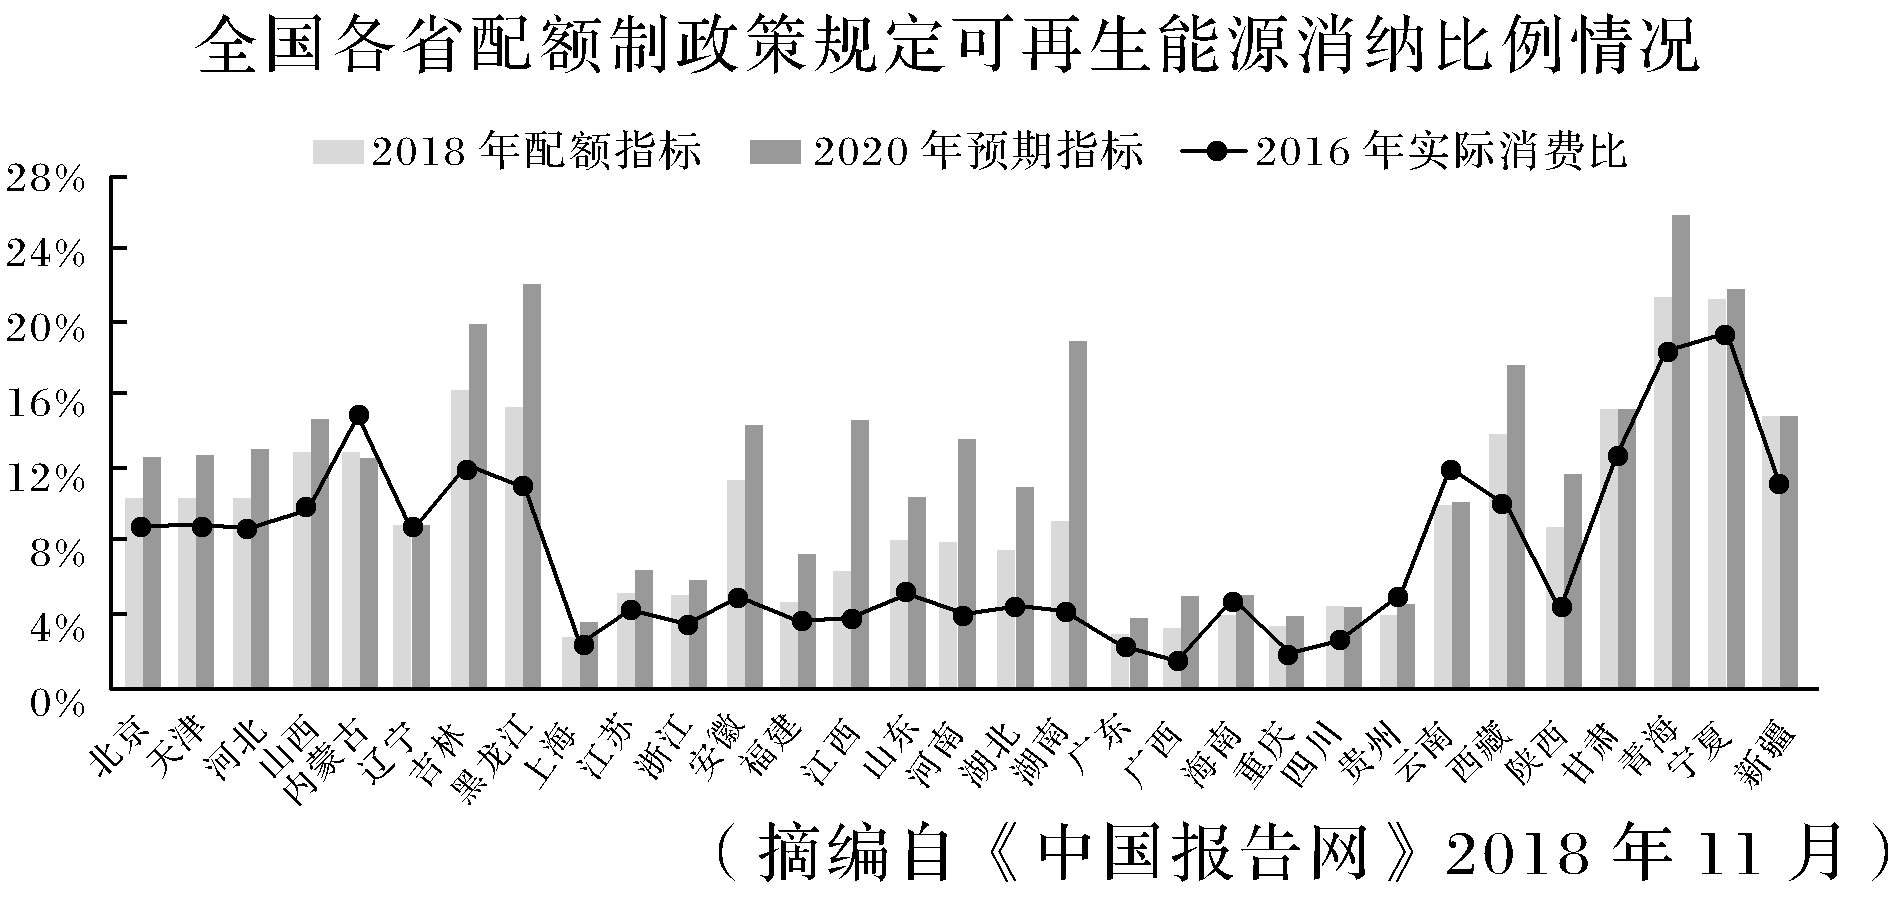 全国各省配额制政策规定可再生能源消纳比例情况
2018 年配额指标 2020 年预期指标 2016 年实际消费比
28%
24%
20%
16%
12%
8%
4%
0%
北京 天津 河北 山西 内蒙古 辽宁 吉林 黑龙江 上海 江苏 浙江 安徽 福建 江西 山东 河南 湖北 湖南 广东 广西 海南 重庆 四川 贵州 云南 西藏 陕西 甘肃 青海 宁夏 新疆
（摘编自《中国报告网》2018 年 11 月）